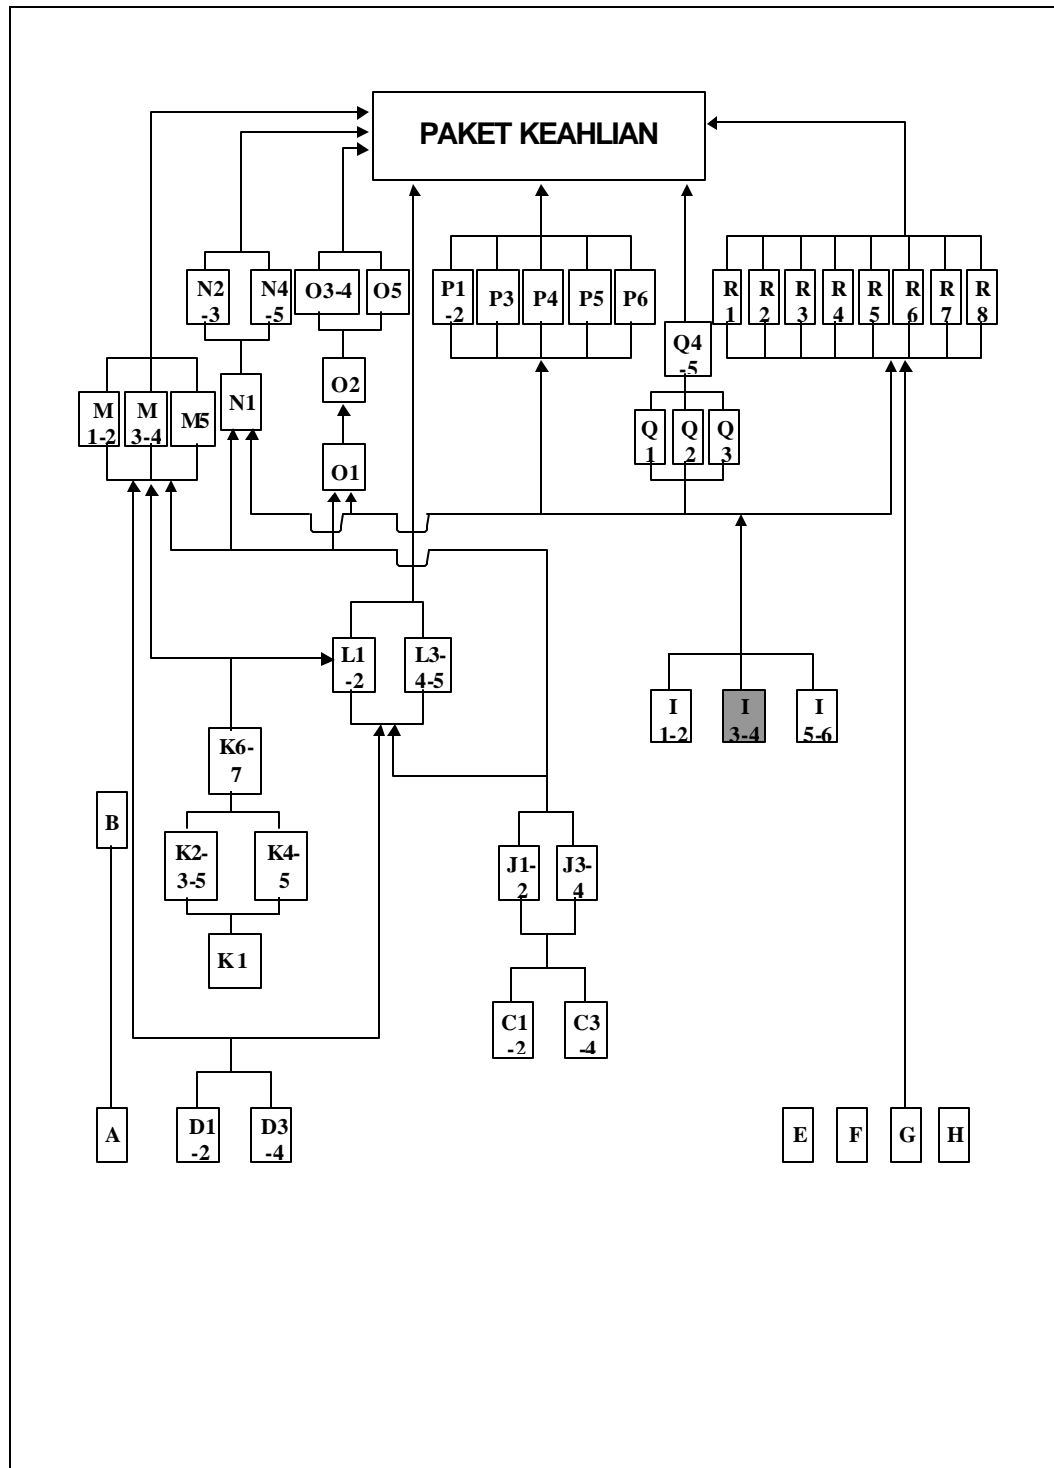 PAKET KEAHLIAN
N2
-3
N4
-5
O3-4
O5
P1
-2
P3
P4
P5
P6
R
1
R
2
R
3
R
4
R
5
R
6
R
7
R
8
Q4
-5
M
1-2
M
3-4
M5
N1
O2
O1
Q
1
Q
2
Q
3
L1
-2
L3-
4-5
I
1-2
I
3-4
I
5-6
K6-
7
B
K2-
3-5
K4-
5
J1-
2
J3-
4
K1
C1
-2
C3
-4
A
D1
-2
D3
-4
E
F
G
H